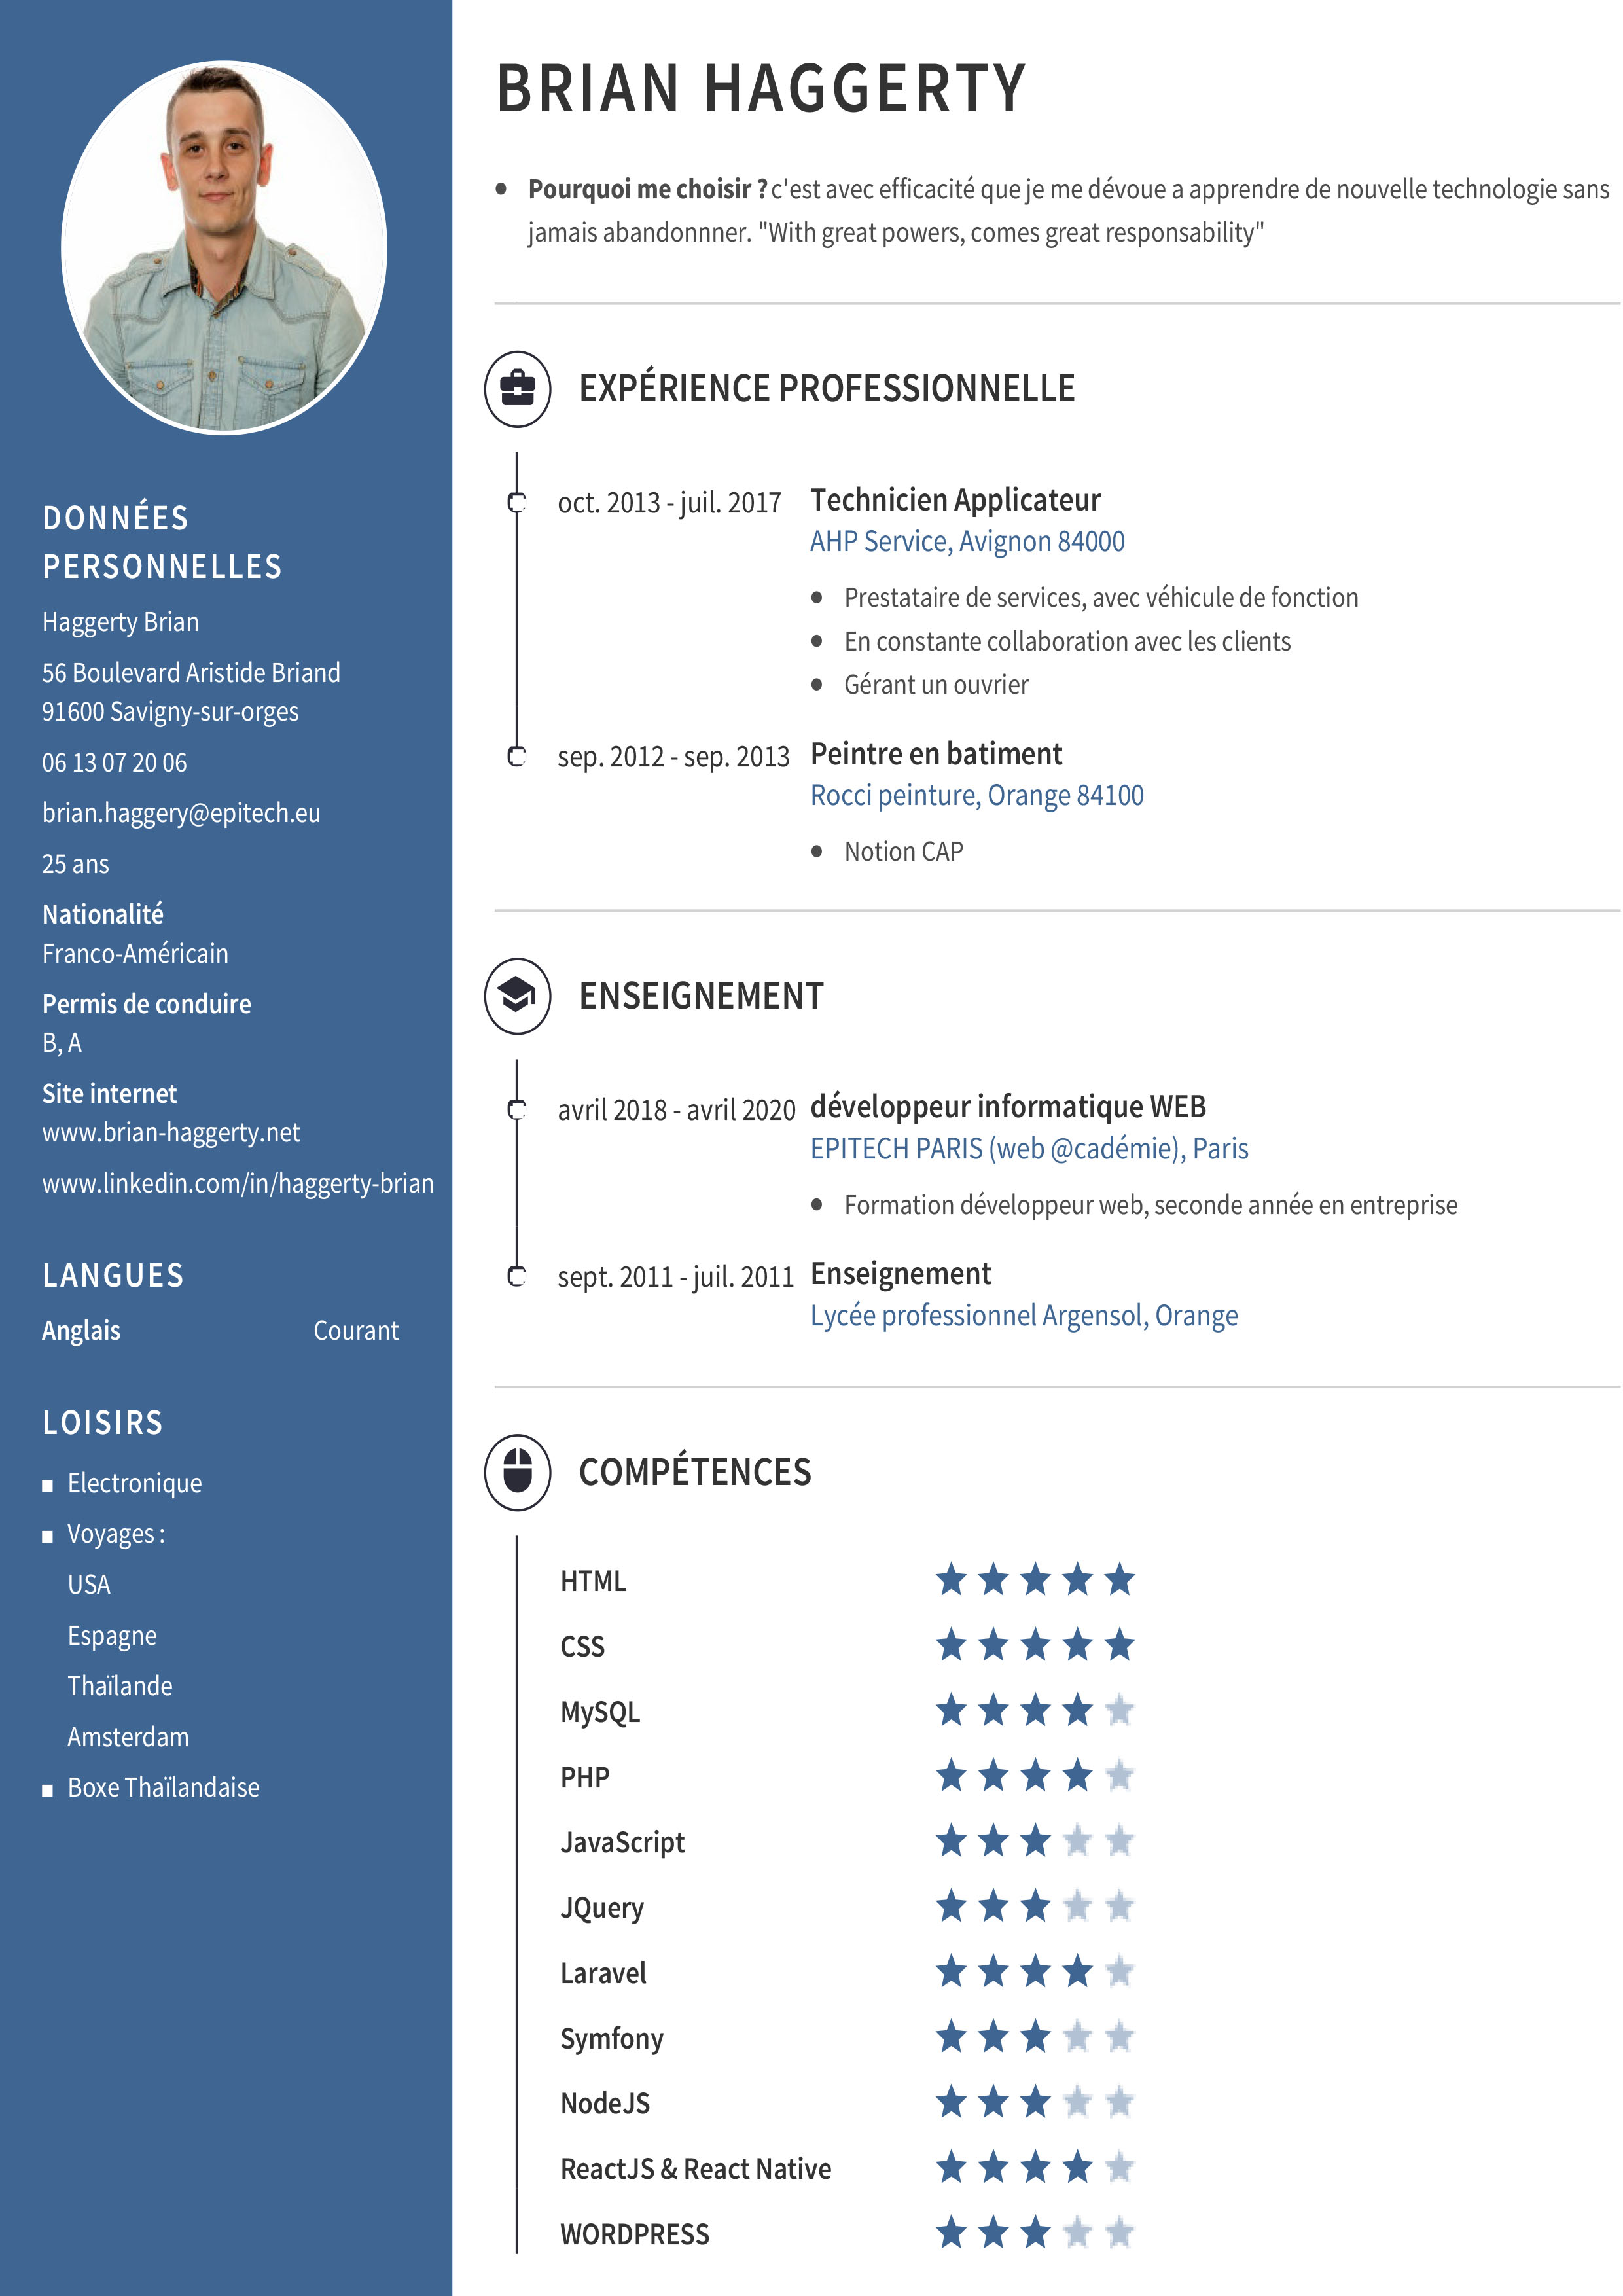 BRIAN HAGGERTY
Pourquoi me choisir ? c'est avec efficacité que je me dévoue a apprendre de nouvelle technologie sans
jamais abandonnner. "With great powers, comes great responsability"
DONNÉES
PERSONNELLES
Haggerty Brian
56 Boulevard Aristide Briand
91600 Savigny-sur-orges
06 13 07 20 06
brian.haggery@epitech.eu
25 ans
Nationalité
Franco-Américain
Permis de conduire
B, A
Site internet
www.brian-haggerty.net
www.linkedin.com/in/haggerty-brian
LANGUES
Anglais Courant
LOISIRS
Electronique
Voyages :
USA
Espagne
Thaïlande
Amsterdam
Boxe Thaïlandaise
EXPÉRIENCE PROFESSIONNELLE
oct. 2013 - juil. 2017 Technicien Applicateur
AHP Service, Avignon 84000
Prestataire de services, avec véhicule de fonction
En constante collaboration avec les clients
Gérant un ouvrier
sep. 2012 - sep. 2013 Peintre en batiment
Rocci peinture, Orange 84100
Notion CAP
ENSEIGNEMENT
avril 2018 - avril 2020 développeur informatique WEB
EPITECH PARIS (web @cadémie), Paris
Formation développeur web, seconde année en entreprise
sept. 2011 - juil. 2011 Enseignement
Lycée professionnel Argensol, Orange
COMPÉTENCES
HTML
CSS
MySQL
PHP
JavaScript
JQuery
Laravel
Symfony
NodeJS
ReactJS & React Native
WORDPRESS